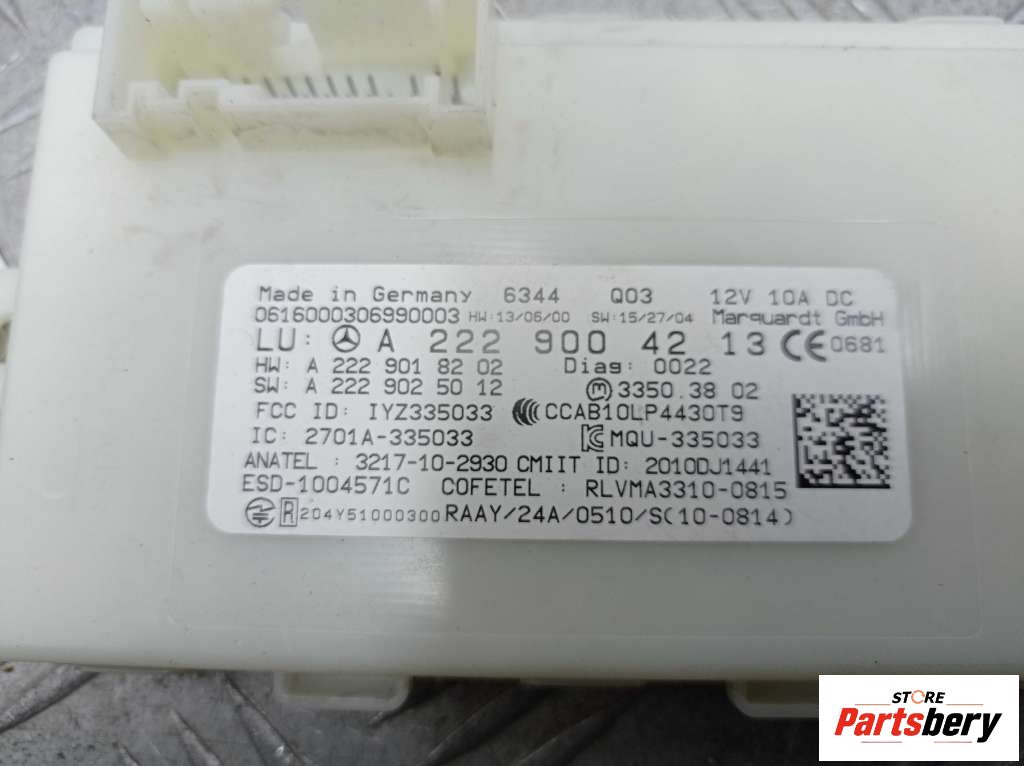 Made in Germany 6344 Q03 12V 10A DC
0616000306990003 HW:13/06/00 SW:15/27/04 Marquardt GmbH
LU: A 222 900 42 13 CE 0681
HW: A 222 901 82 02 Diag: 0022
SW: A 222 902 50 12 m 3350.3802
FCC ID: IYZ335033 CCAB10LP4430T9
IC: 2701A-335033 MQU-335033
ANATEL : 3217-10-2930 CMIIT ID: 2010DJ1441
ESD-1004571C COFETEL : RLVMA3310-0815
R 204Y51000300 RAAY/24A/0510/S(10-0814)
STORE
Partsbery